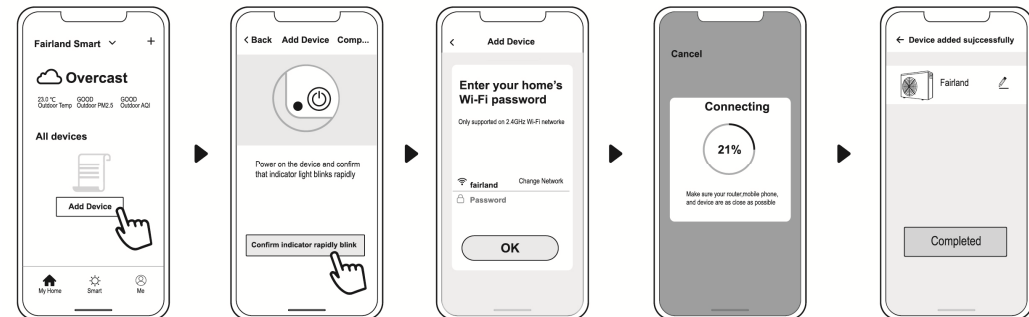 Fairland Smart
+
Overcast
23.0 ℃ GOOD GOOD
Outdoor Temp Outdoor PM2.5 Outdoor AQI
All devices
Add Device
My Home Smart Me
< Back Add Device Comp...
Power on the device and confirm
that indicator light blinks rapidly
Confirm indicator rapidly blink
< Add Device
Enter your home's
Wi-Fi password
Only supported on 2.4GHz Wi-Fi networke
fairland Change Network
Password
OK
Cancel
Connecting
21%
Make sure your router,mobile phone,
and device are as close as possible
← Device added sujccessfully
Fairland
Completed